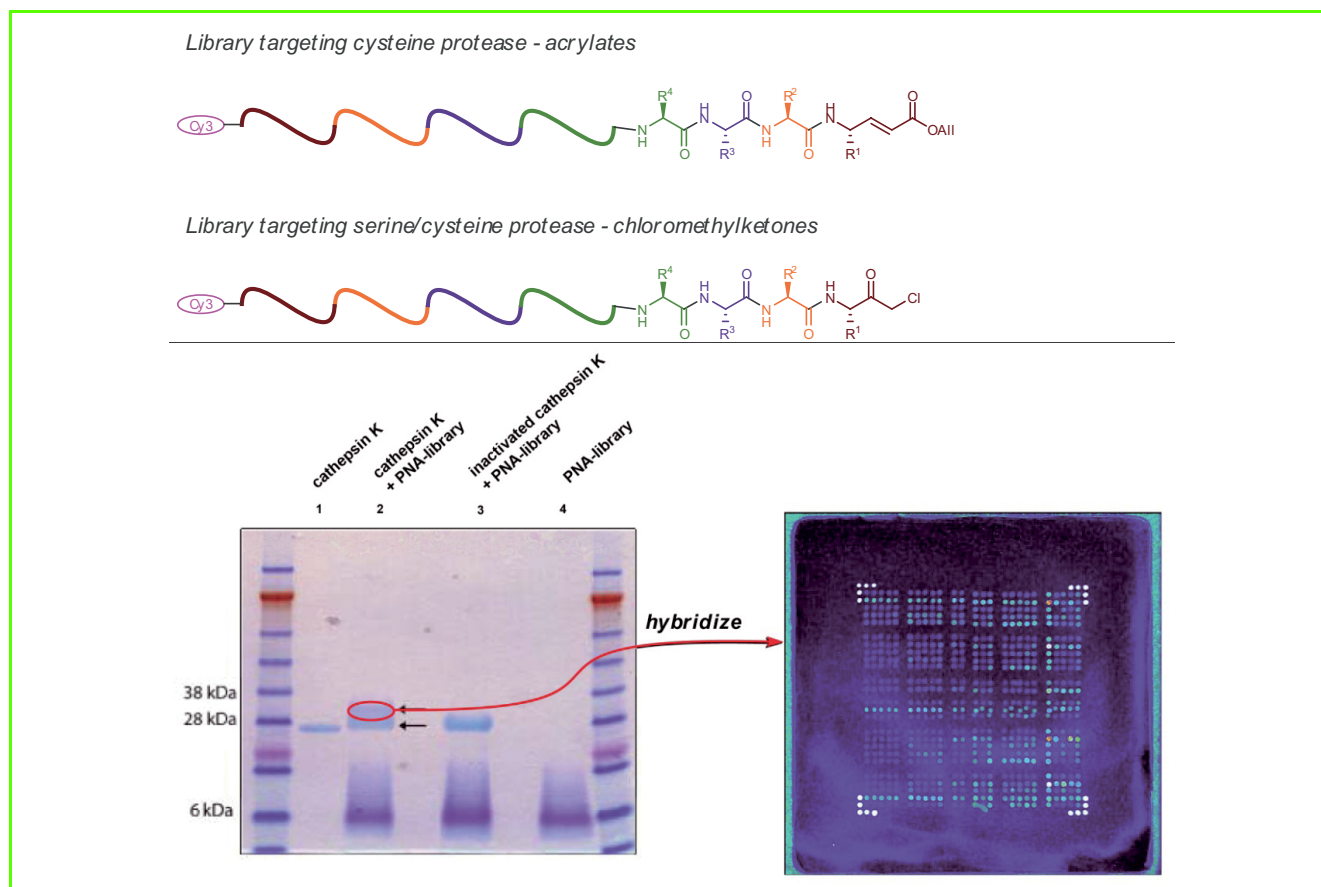 Library targeting cysteine protease - acrylates
Cy3
N
H
R4
O
H
N
R3
O
N
H
R2
O
H
N
R1
O
OAll
Library targeting serine/cysteine protease - chloromethylketones
Cy3
N
H
R4
O
H
N
R3
O
N
H
R2
O
H
N
R1
O
Cl
cathepsin K
cathepsin K
+ PNA-library
inactivated cathepsin K
+ PNA-library
PNA-library
1 2 3 4
hybridize
38 kDa
28 kDa
6 kDa